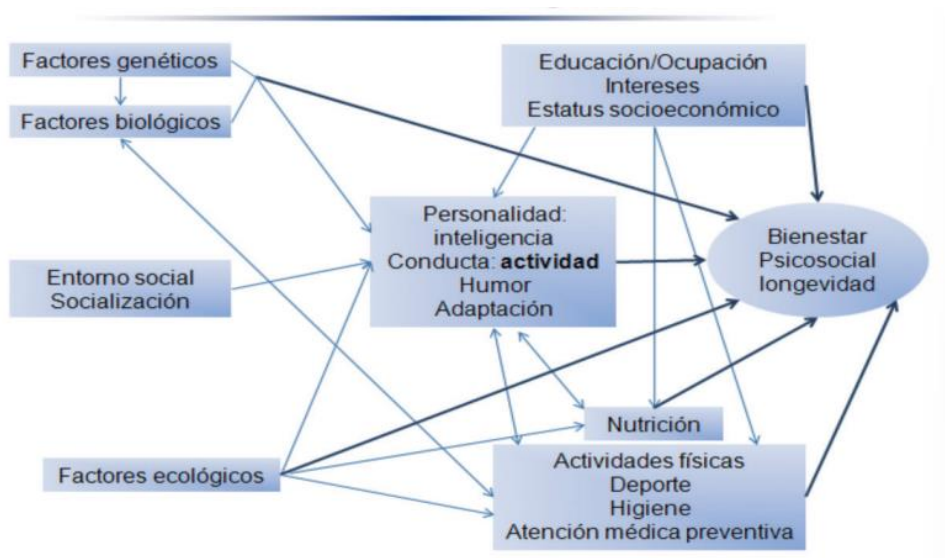 Factores genéticos
Factores biológicos
Educación/Ocupación
Intereses
Estatus socioeconómico
Personalidad:
inteligencia
Conducta: actividad
Humor
Adaptación
Entorno social
Socialización
Bienestar
Psicosocial
longevidad
Nutrición
Factores ecológicos
Actividades físicas
Deporte
Higiene
Atención médica preventiva